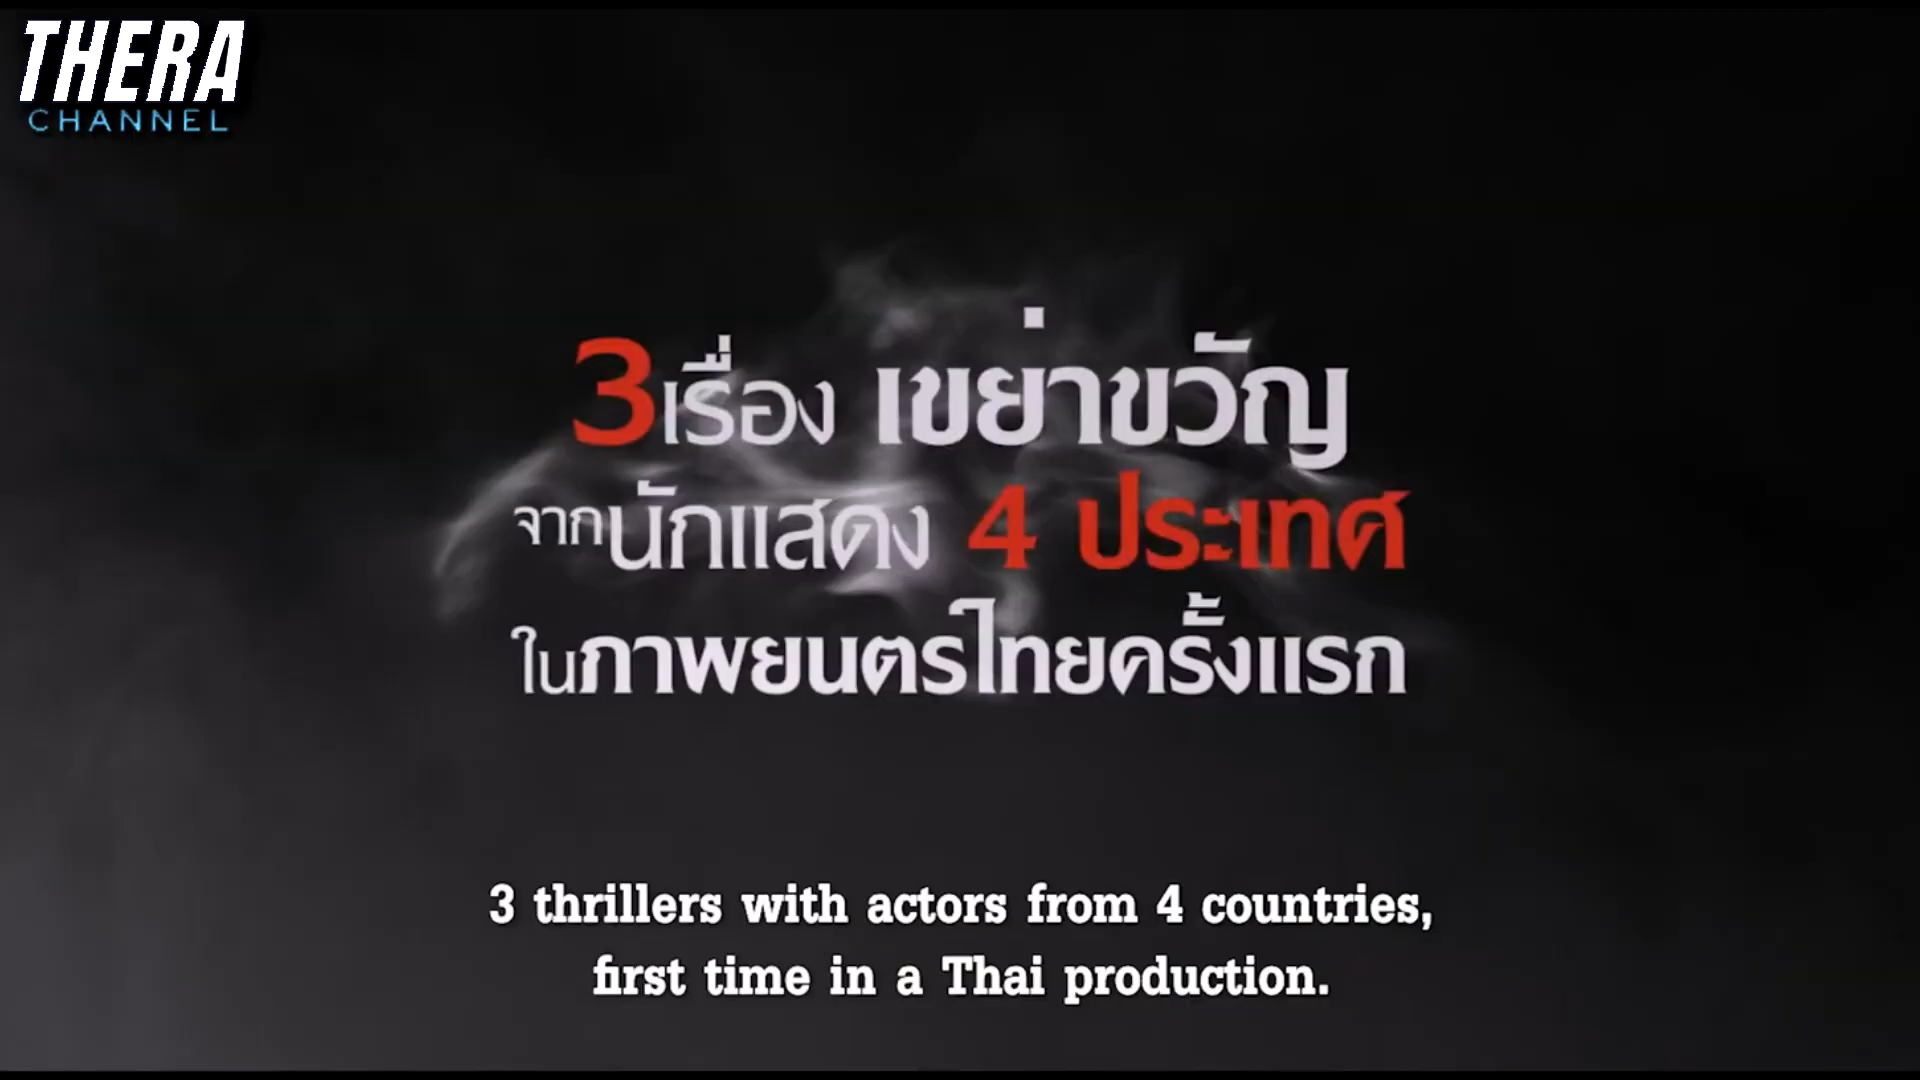 THERA
CHANNEL
3เรื่อง เขย่าขวัญ
จากนักแสดง 4 ประเทศ
ในภาพยนตร์ไทยครั้งแรก
3 thrillers with actors from 4 countries,
first time in a Thai production.